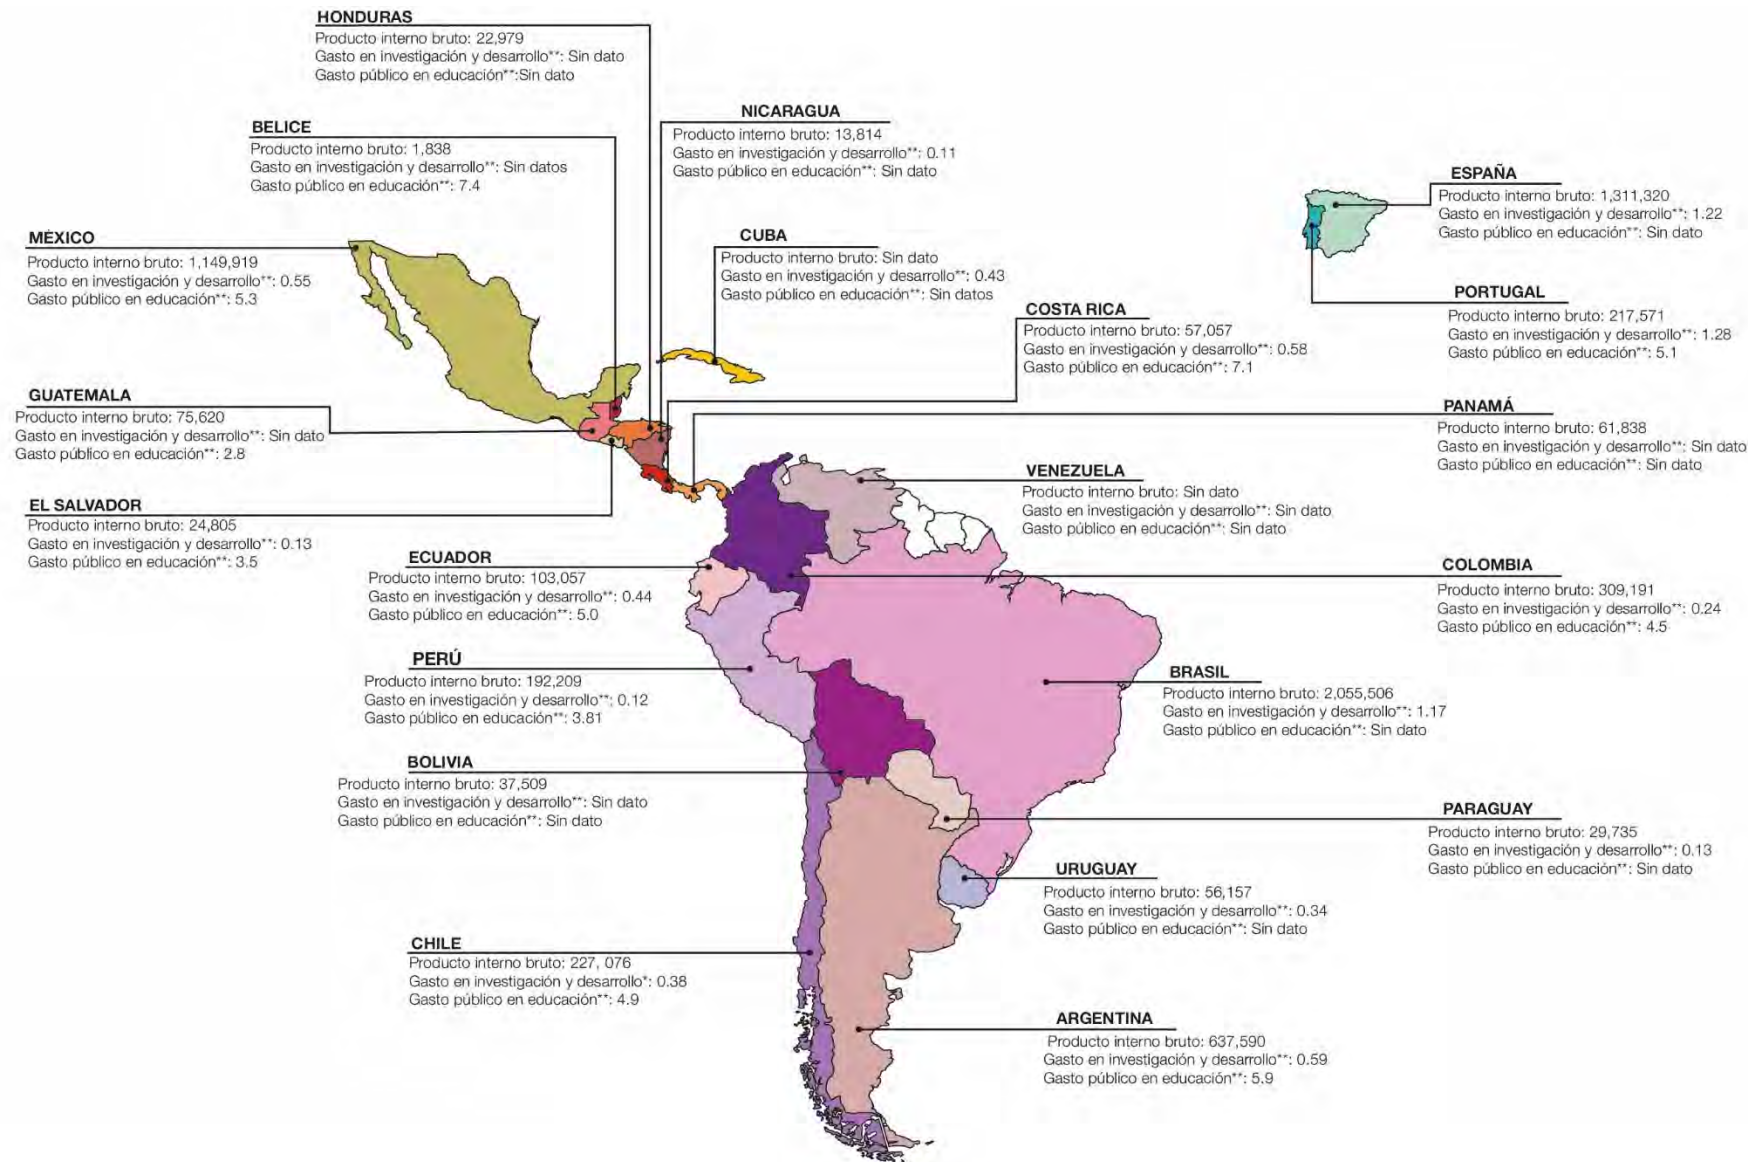 HONDURAS
Producto interno bruto: 22,979
Gasto en investigación y desarrollo**: Sin dato
Gasto público en educación**:Sin dato
NICARAGUA
Producto interno bruto: 13,814
Gasto en investigación y desarrollo**: 0.11
Gasto público en educación**: Sin dato
BELICE
Producto interno bruto: 1,838
Gasto en investigación y desarrollo**: Sin datos
Gasto público en educación**: 7.4
ESPAÑA
Producto interno bruto: 1,311,320
Gasto en investigación y desarrollo**: 1.22
Gasto público en educación**: Sin dato
MÉXICO
Producto interno bruto: 1,149,919
Gasto en investigación y desarrollo**: 0.55
Gasto público en educación**: 5.3
CUBA
Producto interno bruto: Sin dato
Gasto en investigación y desarrollo**: 0.43
Gasto público en educación**: Sin datos
PORTUGAL
Producto interno bruto: 217,571
Gasto en investigación y desarrollo**: 1.28
Gasto público en educación**: 5.1
COSTA RICA
Producto interno bruto: 57,057
Gasto en investigación y desarrollo**: 0.58
Gasto público en educación**: 7.1
GUATEMALA
Producto interno bruto: 75,620
Gasto en investigación y desarrollo**: Sin dato
Gasto público en educación**: 2.8
PANAMÁ
Producto interno bruto: 61,838
Gasto en investigación y desarrollo**: Sin dato
Gasto público en educación**: Sin dato
VENEZUELA
Producto interno bruto: Sin dato
Gasto en investigación y desarrollo**: Sin dato
Gasto público en educación**: Sin dato
EL SALVADOR
Producto interno bruto: 24,805
Gasto en investigación y desarrollo**: 0.13
Gasto público en educación**: 3.5
ECUADOR
Producto interno bruto: 103,057
Gasto en investigación y desarrollo**: 0.44
Gasto público en educación**: 5.0
COLOMBIA
Producto interno bruto: 309,191
Gasto en investigación y desarrollo**: 0.24
Gasto público en educación**: 4.5
PERÚ
Producto interno bruto: 192,209
Gasto en investigación y desarrollo**: 0.12
Gasto público en educación**: 3.81
BRASIL
Producto interno bruto: 2,055,506
Gasto en investigación y desarrollo**: 1.17
Gasto público en educación**: Sin dato
BOLIVIA
Producto interno bruto: 37,509
Gasto en investigación y desarrollo**: Sin dato
Gasto público en educación**: Sin dato
PARAGUAY
Producto interno bruto: 29,735
Gasto en investigación y desarrollo**: 0.13
Gasto público en educación**: Sin dato
URUGUAY
Producto interno bruto: 56,157
Gasto en investigación y desarrollo**: 0.34
Gasto público en educación**: Sin dato
CHILE
Producto interno bruto: 227, 076
Gasto en investigación y desarrollo*: 0.38
Gasto público en educación**: 4.9
ARGENTINA
Producto interno bruto: 637,590
Gasto en investigación y desarrollo**: 0.59
Gasto público en educación**: 5.9